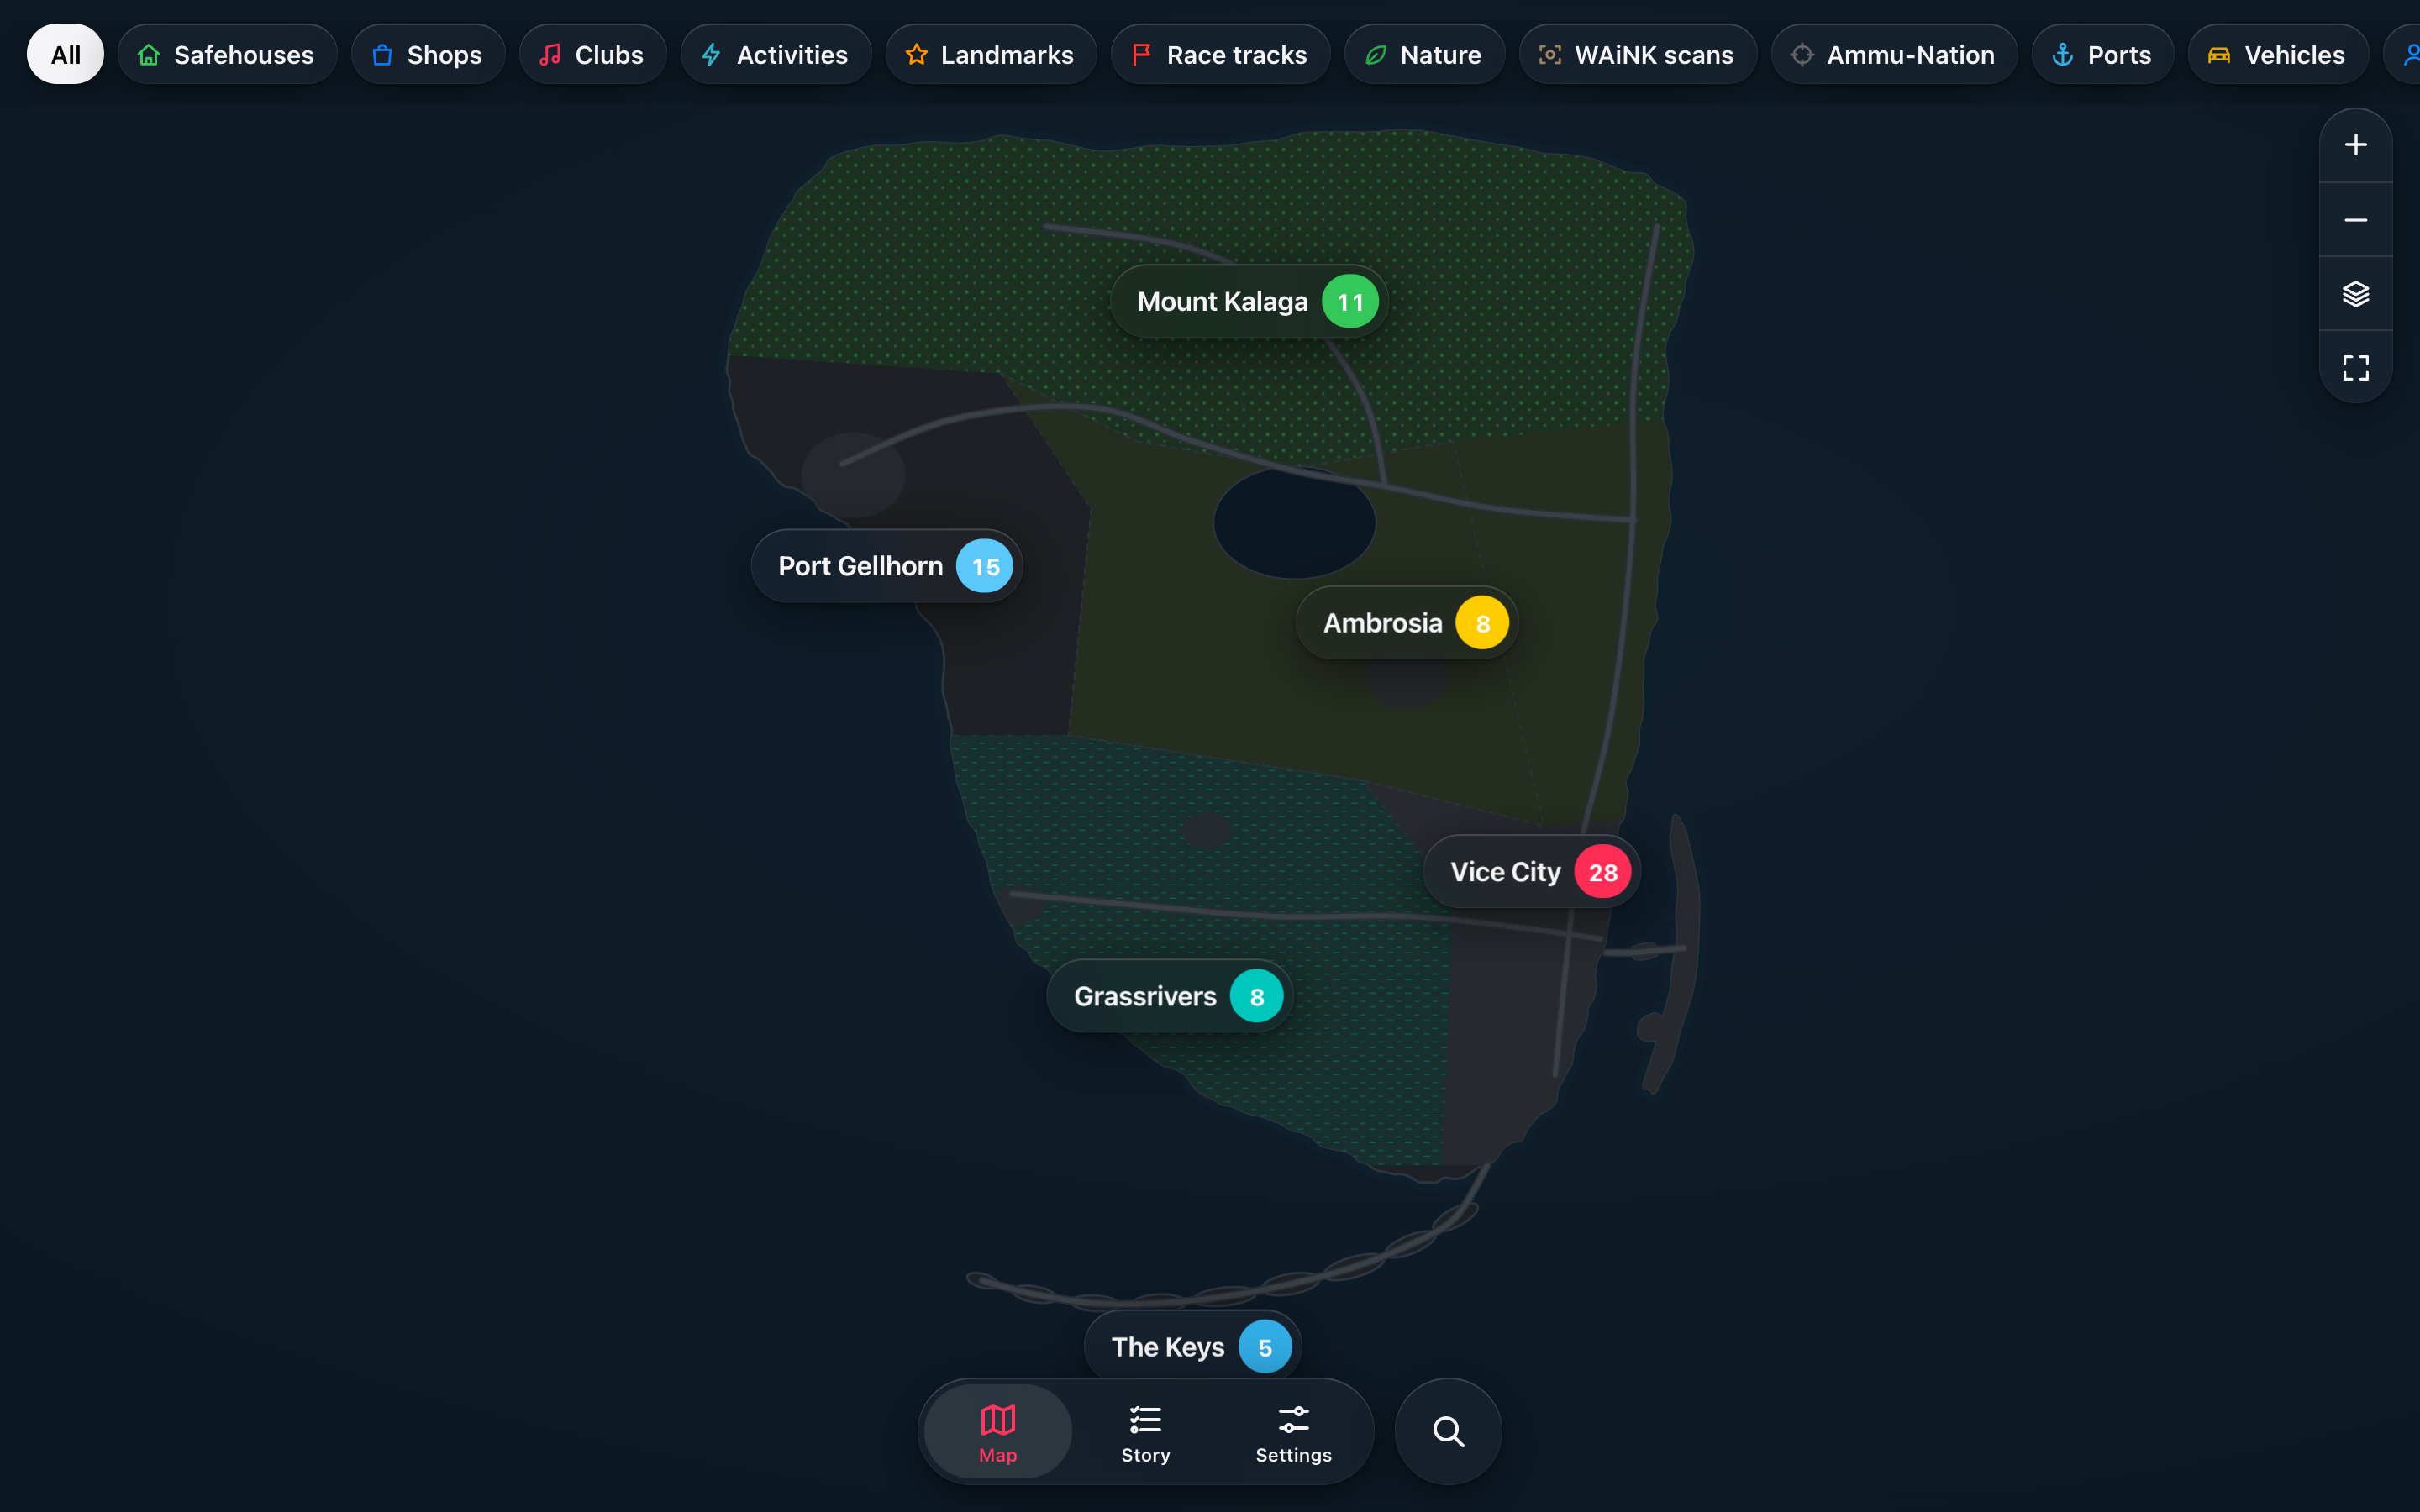 All
Safehouses
Shops
Clubs
Activities
Landmarks
Race tracks
Nature
WAiNK scans
Ammu-Nation
Ports
Vehicles
Mount Kalaga 11
Port Gellhorn 15
Ambrosia 8
Vice City 28
Grassrivers 8
The Keys 5
Map
Story
Settings